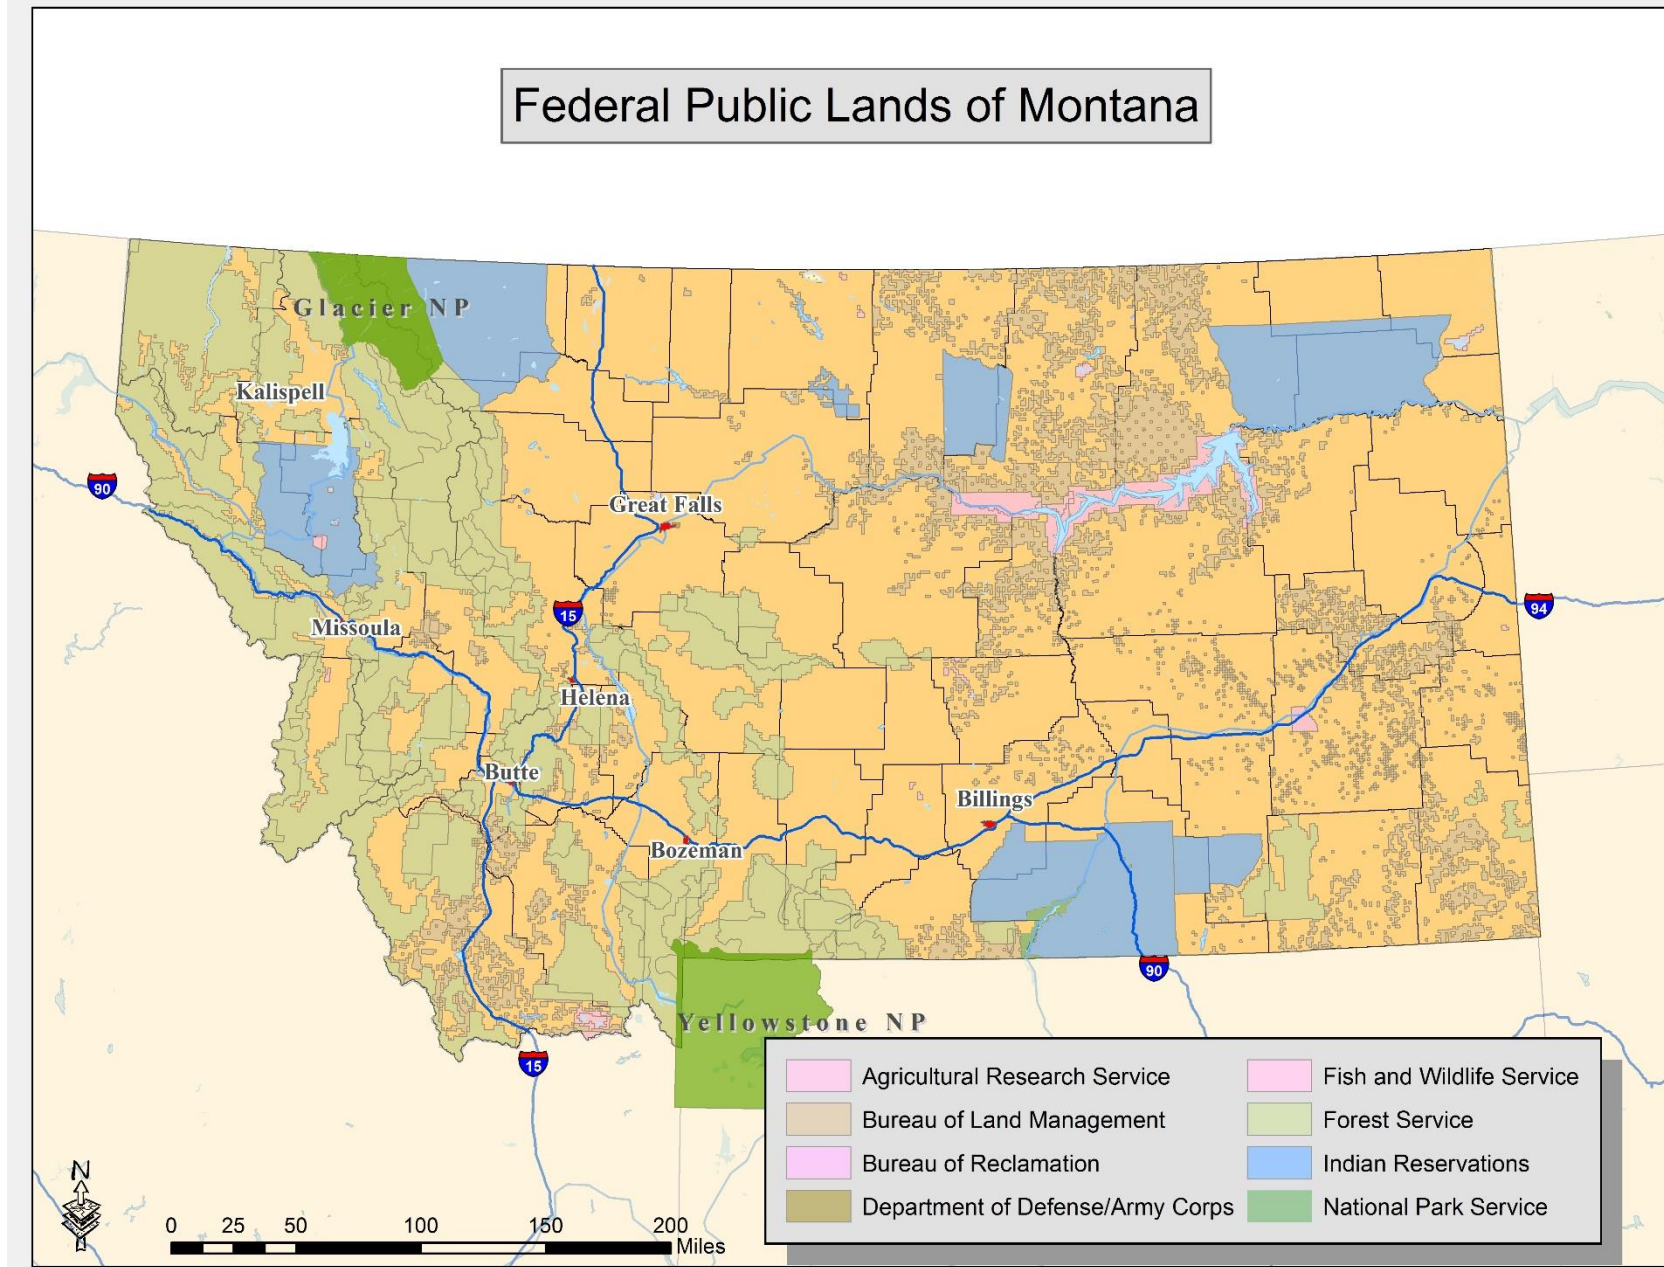 Federal Public Lands of Montana
Glacier NP
Kalispell
90
Great Falls
15
94
Missoula
Helena
Butte
Billings
Bozeman
90
Yellowstone NP
15
Agricultural Research Service
Fish and Wildlife Service
Bureau of Land Management
Forest Service
Bureau of Reclamation
Indian Reservations
Department of Defense/Army Corps
National Park Service
N
0 25 50 100 150 200
Miles